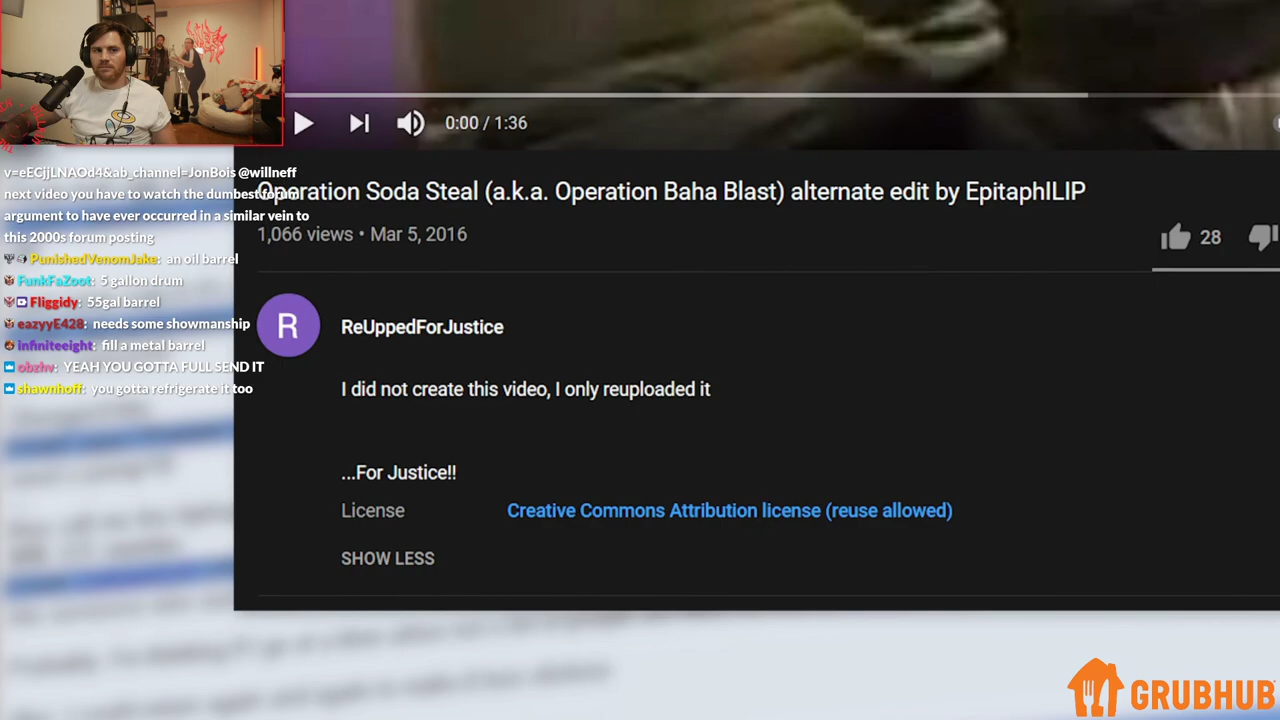 v=eECjjLNAOd4&ab_channel=JonBois @willneff
next video you have to watch the dumbest forum
argument to have ever occurred in a similar vein to
this 2000s forum posting
PunishedVenomJake: an oil barrel
FunkFaZoot: 5 gallon drum
Fliggidy: 55gal barrel
eazyyE428: needs some showmanship
infiniteeight: fill a metal barrel
obzhv: YEAH YOU GOTTA FULL SEND IT
shawnhoff: you gotta refrigerate it too
0:00 / 1:36
Operation Soda Steal (a.k.a. Operation Baha Blast) alternate edit by EpitaphILIP
1,066 views • Mar 5, 2016
28
R
ReUppedForJustice
I did not create this video, I only reuploaded it
...For Justice!!
License Creative Commons Attribution license (reuse allowed)
SHOW LESS
GRUBHUB